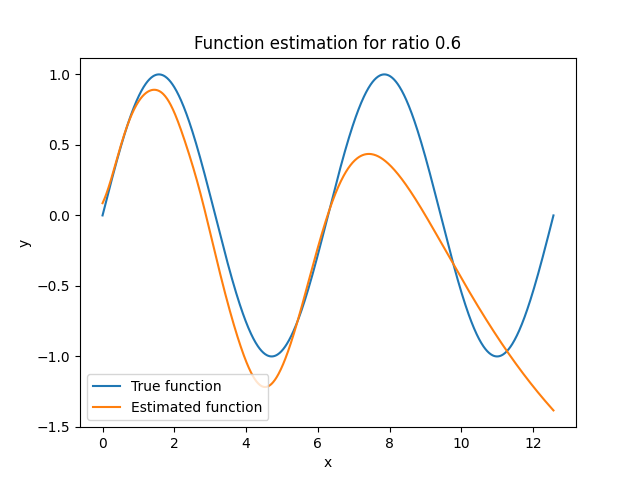 Function estimation for ratio 0.6
1.0
0.5
0.0
−0.5
−1.0
−1.5
y
True function
Estimated function
0 2 4 6 8 10 12
x